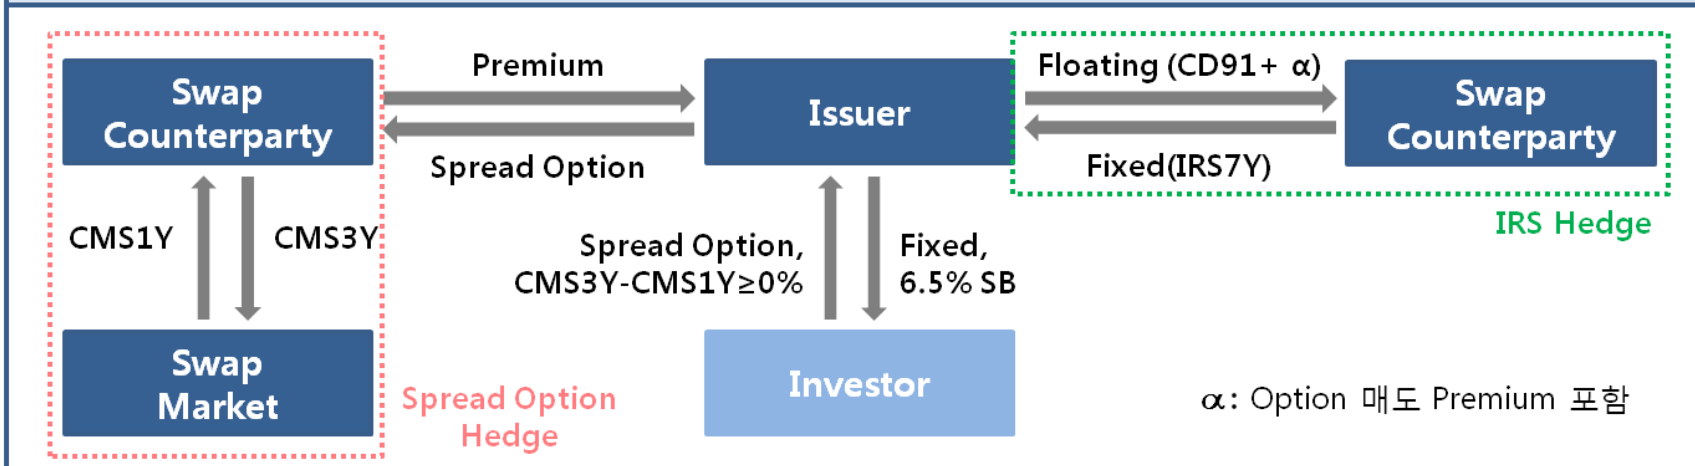 Swap
Counterparty
Premium
Spread Option
Issuer
Floating (CD91+ α)
Fixed(IRS7Y)
Swap
Counterparty
IRS Hedge
CMS1Y
CMS3Y
Spread Option,
CMS3Y-CMS1Y≥0%
Fixed,
6.5% SB
Swap
Market
Spread Option
Hedge
Investor
α: Option 매도 Premium 포함